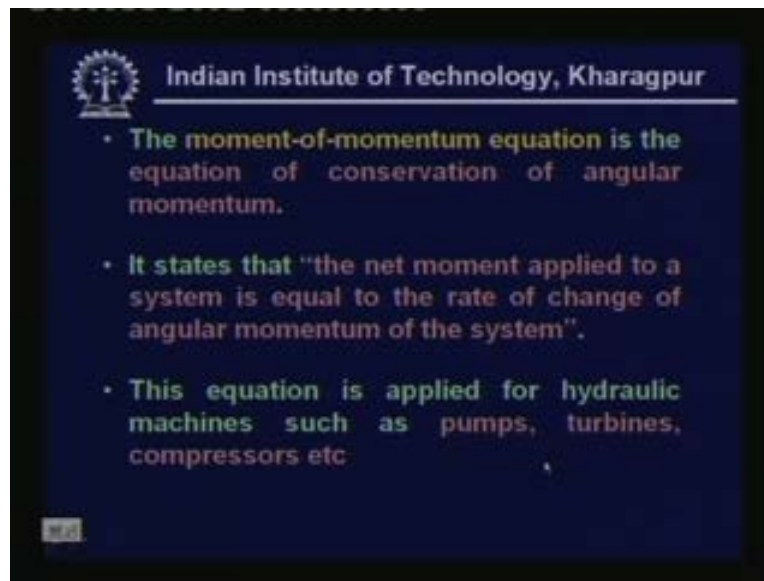 Indian Institute of Technology, Kharagpur
• The moment-of-momentum equation is the
equation of conservation of angular
momentum.
• It states that "the net moment applied to a
system is equal to the rate of change of
angular momentum of the system".
• This equation is applied for hydraulic
machines such as pumps, turbines,
compressors etc